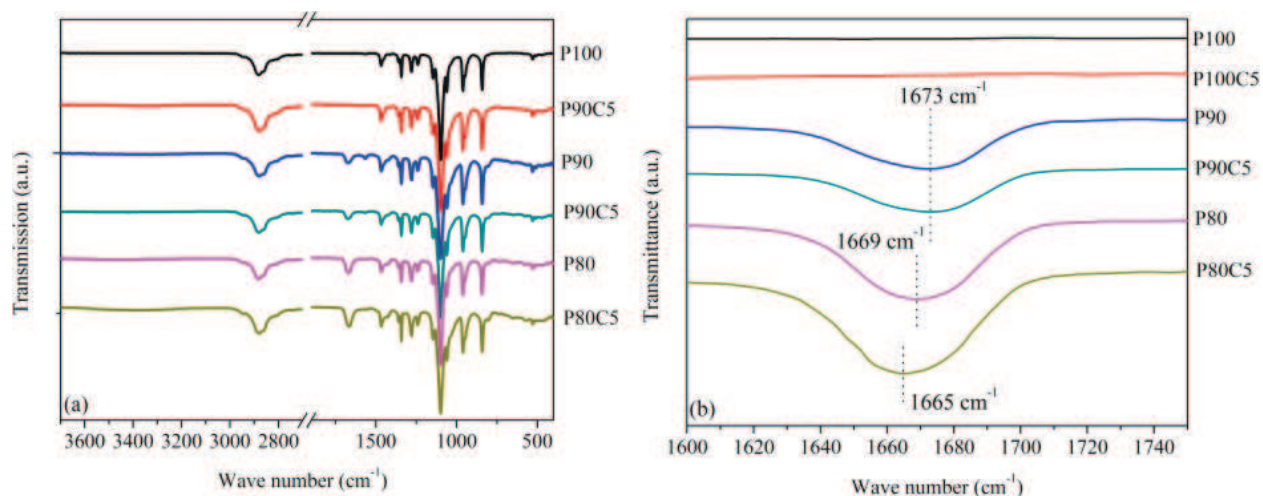 P100
P90C5
P90
P90C5
P80
P80C5
Transmission (a.u.)
(a)
3600 3200 2800 1500 1000 500
Wave number (cm⁻¹)
P100
P100C5
1673 cm⁻¹
P90
P90C5
1669 cm⁻¹
P80
P80C5
1665 cm⁻¹
Transmittance (a.u.)
(b)
1600 1620 1640 1660 1680 1700 1720 1740
Wave number (cm⁻¹)